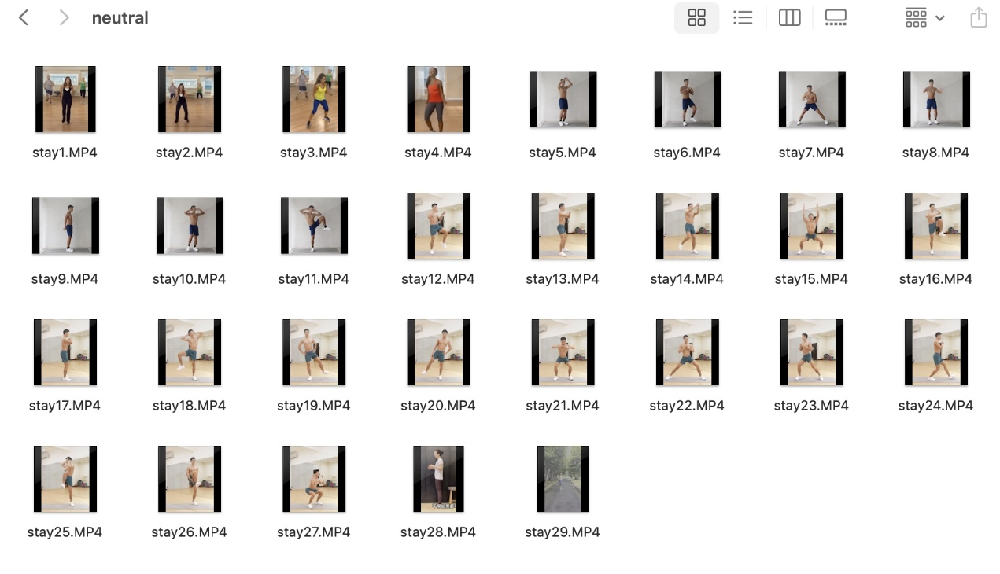 neutral
stay1.MP4 stay2.MP4 stay3.MP4 stay4.MP4 stay5.MP4 stay6.MP4 stay7.MP4 stay8.MP4
stay9.MP4 stay10.MP4 stay11.MP4 stay12.MP4 stay13.MP4 stay14.MP4 stay15.MP4 stay16.MP4
stay17.MP4 stay18.MP4 stay19.MP4 stay20.MP4 stay21.MP4 stay22.MP4 stay23.MP4 stay24.MP4
stay25.MP4 stay26.MP4 stay27.MP4 stay28.MP4 stay29.MP4